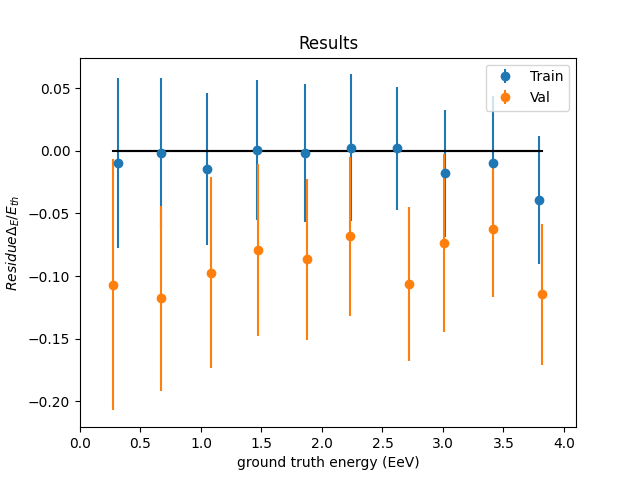 Results
Train
Val
0.05
0.00
−0.05
−0.10
−0.15
−0.20
Residue Δ_E/E_th
0.0 0.5 1.0 1.5 2.0 2.5 3.0 3.5 4.0
ground truth energy (EeV)